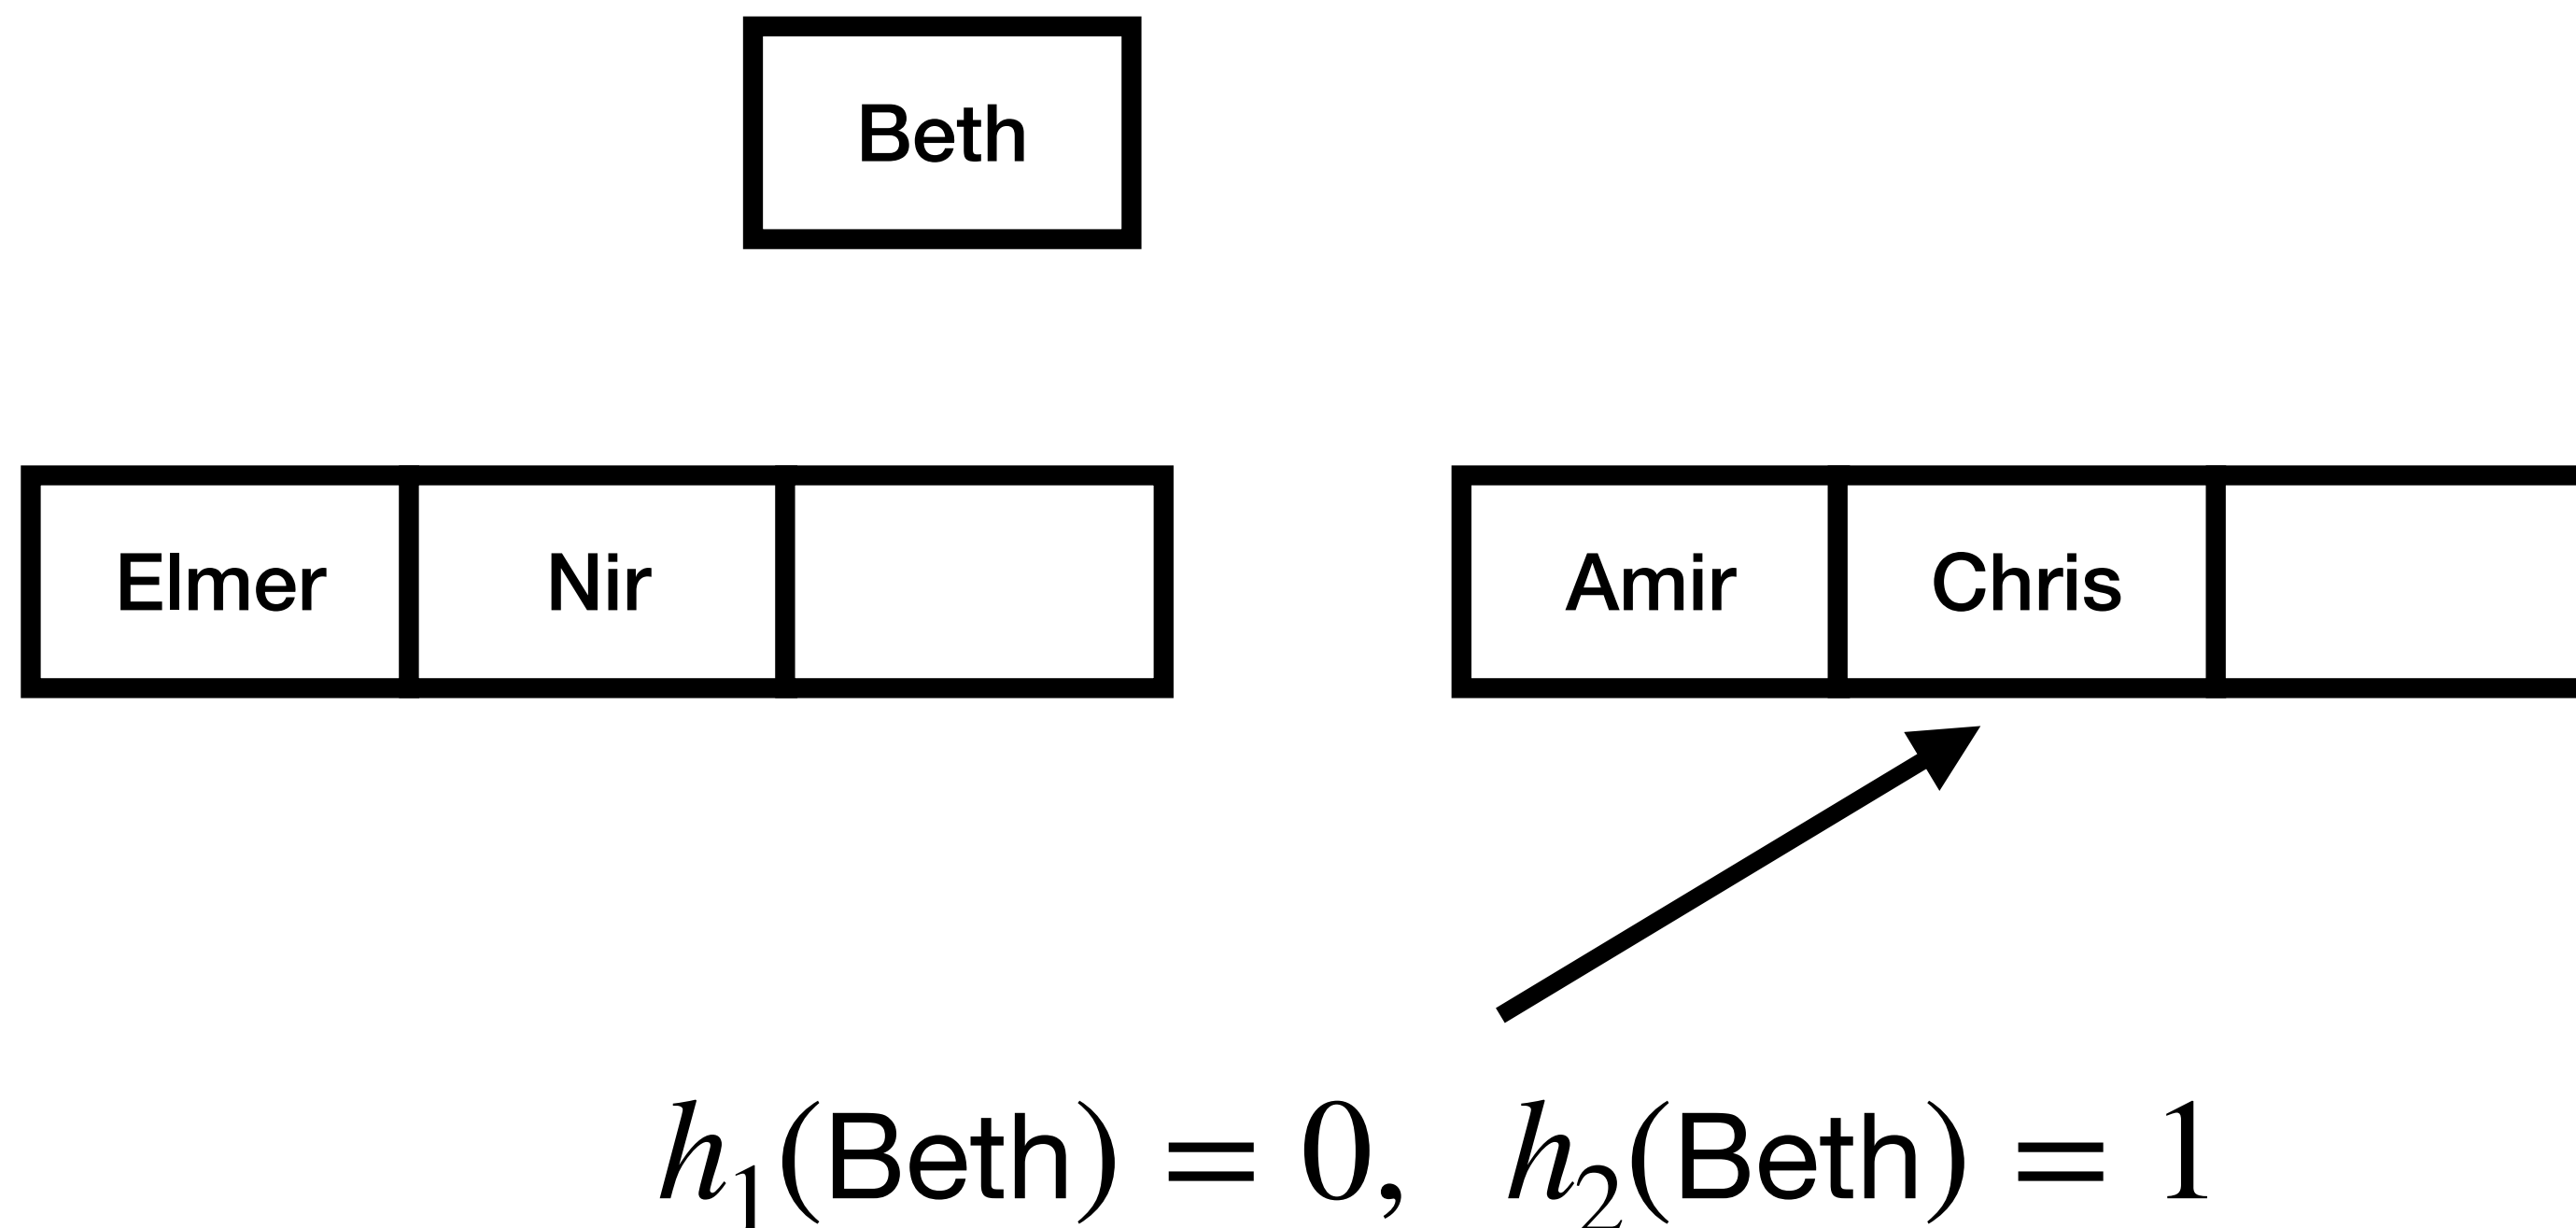 Beth
Elmer Nir Amir Chris
h₁(Beth) = 0, h₂(Beth) = 1